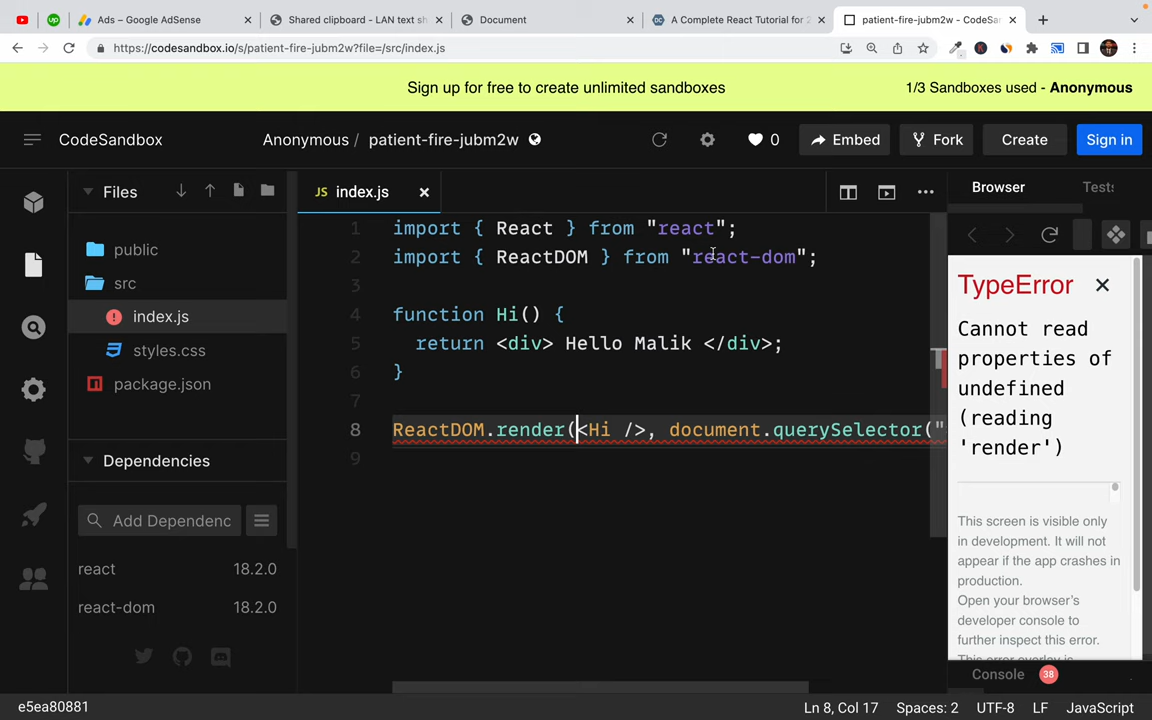 Ads – Google AdSense
Shared clipboard - LAN text sh
Document
A Complete React Tutorial for 2
patient-fire-jubm2w - CodeSan
https://codesandbox.io/s/patient-fire-jubm2w?file=/src/index.js
Sign up for free to create unlimited sandboxes
1/3 Sandboxes used - Anonymous
CodeSandbox
Anonymous / patient-fire-jubm2w
0
Embed
Fork
Create
Sign in
Files
JS index.js
Browser
Tests
public
src
index.js
styles.css
package.json
Dependencies
Add Dependenc
react 18.2.0
react-dom 18.2.0
1 import { React } from "react";
2 import { ReactDOM } from "react-dom";
3
4 function Hi() {
5 return <div> Hello Malik </div>;
6 }
7
8 ReactDOM.render(<Hi />, document.querySelector("
9
TypeError
Cannot read
properties of
undefined
(reading
'render')
This screen is visible only
in development. It will not
appear if the app crashes in
production.
Open your browser's
developer console to
further inspect this error.
This error overlay is
Console 38
e5ea80881
Ln 8, Col 17
Spaces: 2
UTF-8
LF
JavaScript